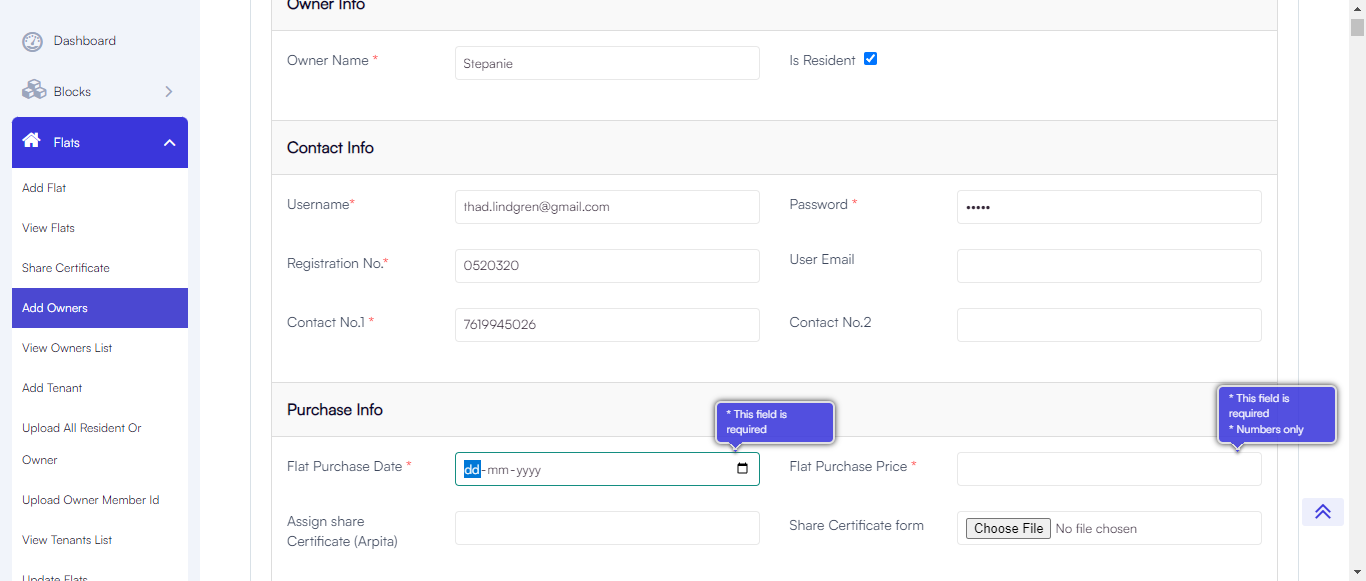 Dashboard
Blocks
Flats
Add Flat
View Flats
Share Certificate
Add Owners
View Owners List
Add Tenant
Upload All Resident Or
Owner
Upload Owner Member Id
View Tenants List
Update Flats
Owner Info
Owner Name *
Stepanie
Is Resident
Contact Info
Username*
thad.lindgren@gmail.com
Password *
•••••
Registration No.*
0520320
User Email
Contact No.1 *
7619945026
Contact No.2
Purchase Info
* This field is
required
* This field is
required
* Numbers only
Flat Purchase Date *
dd-mm-yyyy
Flat Purchase Price *
Assign share
Certificate (Arpita)
Share Certificate form
Choose File No file chosen